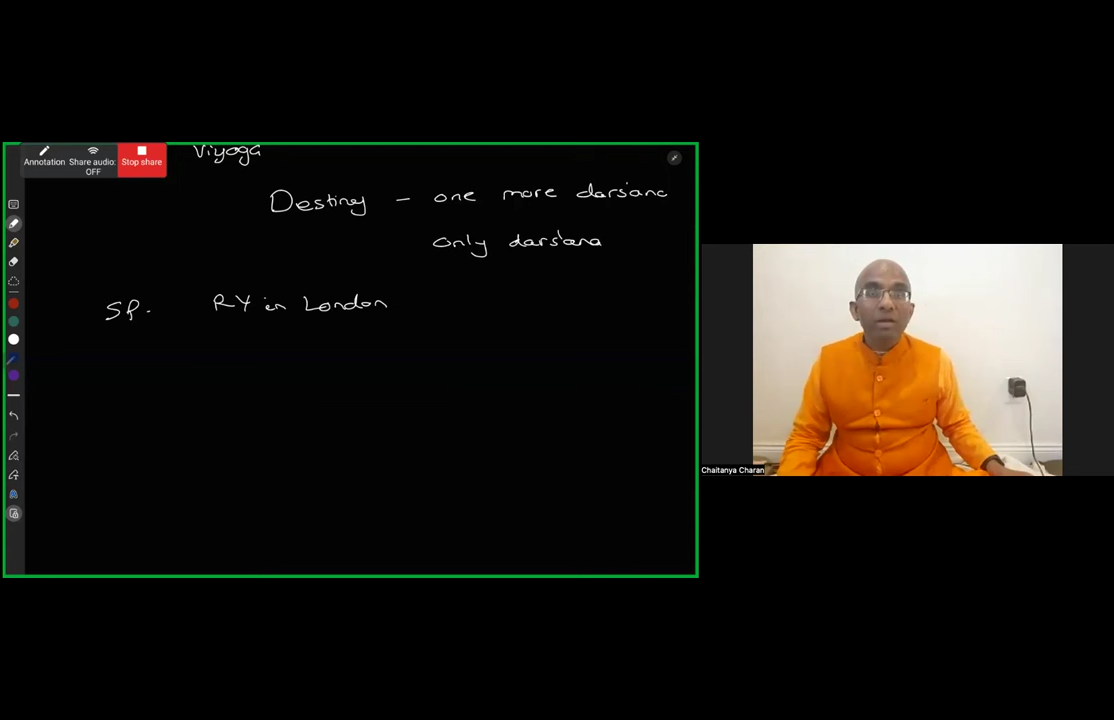 Annotation
Share audio:
OFF
Stop share
Viyoga
Destiny - one more darśana
only darśana
SP. RY in London
Chaitanya Charan